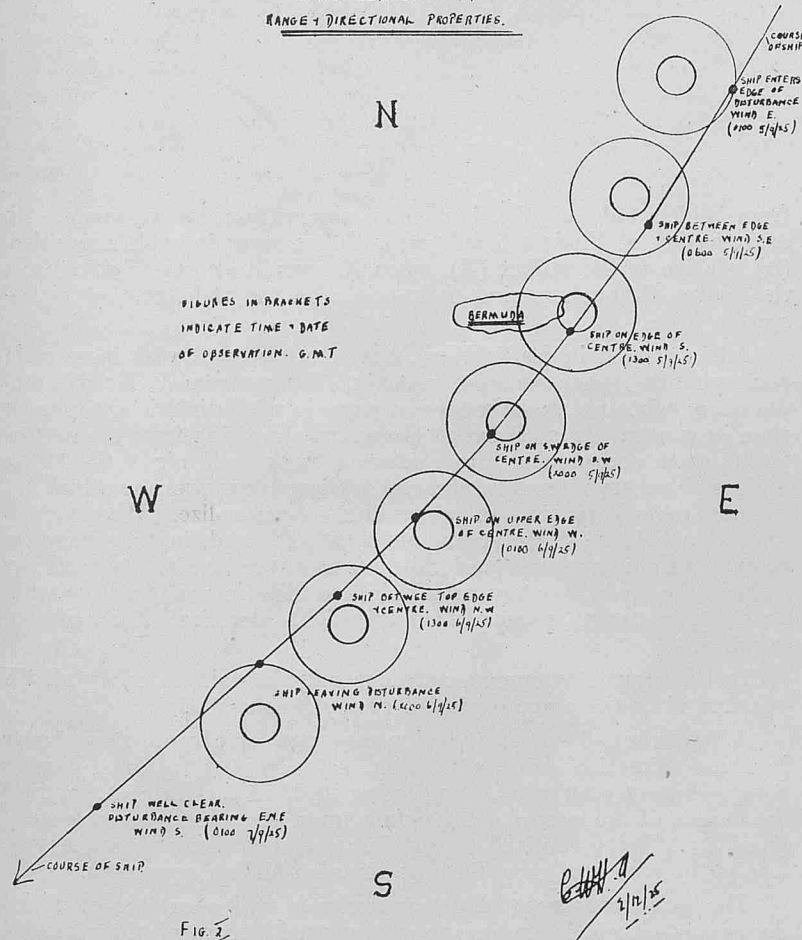 RANGE + DIRECTIONAL PROPERTIES.
COURSE
OF SHIP
N
SHIP ENTERS
EDGE OF
DISTURBANCE
WIND E.
(0100 5/9/25)
SHIP BETWEEN EDGE
+ CENTRE. WIND S.E
(0600 5/9/25)
FIGURES IN BRACKETS
INDICATE TIME + DATE
OF OBSERVATION. G.M.T
BERMUDA
SHIP ON EDGE OF
CENTRE. WIND S.
(1300 5/9/25)
SHIP ON S.W EDGE OF
CENTRE. WIND S.W
(2000 5/9/25)
W
E
SHIP ON UPPER EDGE
OF CENTRE. WIND W.
(0100 6/9/25)
SHIP BETWEE TOP EDGE
+ CENTRE. WIND N.W
(1300 6/9/25)
SHIP LEAVING DISTURBANCE
WIND N. 6/9/25)
SHIP WELL CLEAR.
DISTURBANCE BEARING E.N.E
WIND S. (0100 7/9/25)
COURSE OF SHIP.
S
2/12/25
FIG. 2